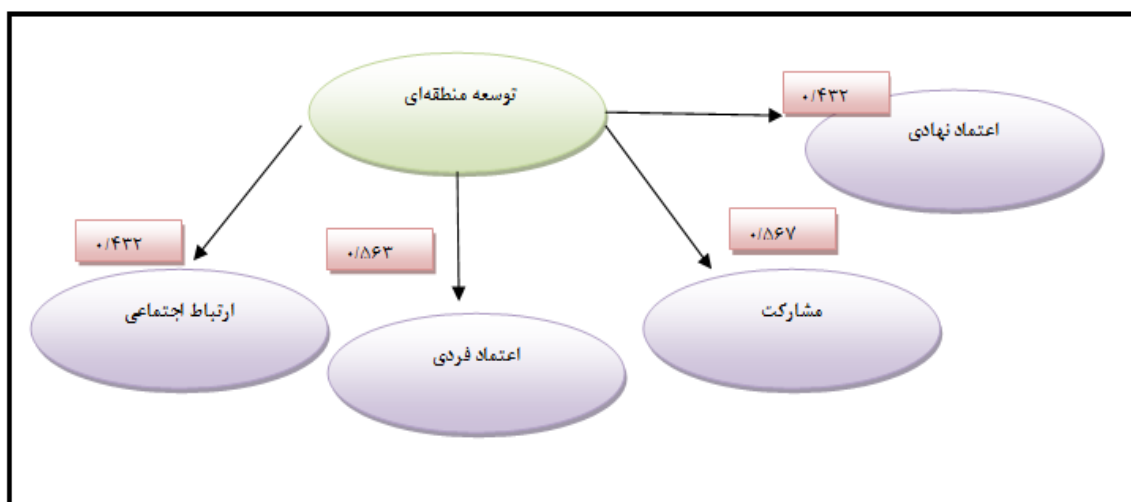 توسعه منطقه‌ای
۰/۴۳۲
اعتماد نهادی
۰/۵۶۷
مشارکت
۰/۵۶۳
اعتماد فردی
۰/۴۳۲
ارتباط اجتماعی